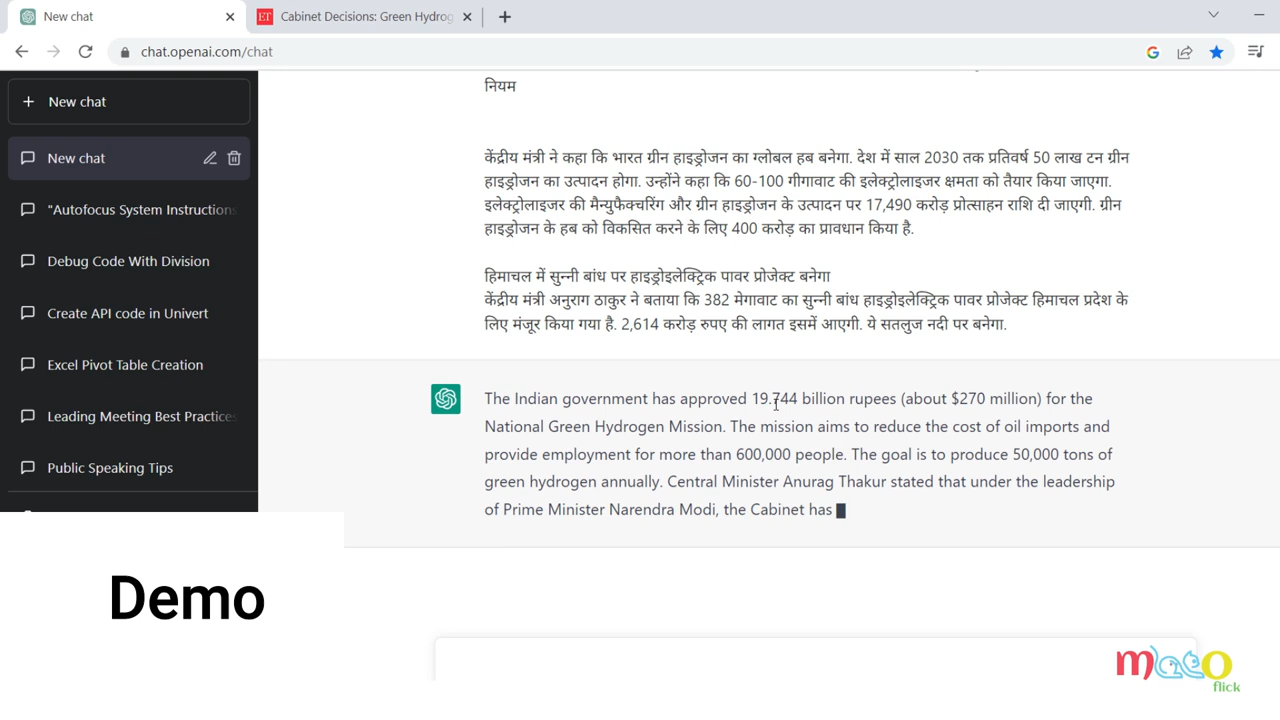 New chat
ET Cabinet Decisions: Green Hydrog
chat.openai.com/chat
New chat
New chat
"Autofocus System Instructions
Debug Code With Division
Create API code in Univert
Excel Pivot Table Creation
Leading Meeting Best Practices
Public Speaking Tips
नियम
केंद्रीय मंत्री ने कहा कि भारत ग्रीन हाइड्रोजन का ग्लोबल हब बनेगा. देश में साल 2030 तक प्रतिवर्ष 50 लाख टन ग्रीन
हाइड्रोजन का उत्पादन होगा. उन्होंने कहा कि 60-100 गीगावाट की इलेक्ट्रोलाइजर क्षमता को तैयार किया जाएगा.
इलेक्ट्रोलाइजर की मैन्युफैक्चरिंग और ग्रीन हाइड्रोजन के उत्पादन पर 17,490 करोड़ प्रोत्साहन राशि दी जाएगी. ग्रीन
हाइड्रोजन के हब को विकसित करने के लिए 400 करोड़ का प्रावधान किया है.
हिमाचल में सुन्नी बांध पर हाइड्रोइलेक्ट्रिक पावर प्रोजेक्ट बनेगा
केंद्रीय मंत्री अनुराग ठाकुर ने बताया कि 382 मेगावाट का सुन्नी बांध हाइड्रोइलेक्ट्रिक पावर प्रोजेक्ट हिमाचल प्रदेश के
लिए मंजूर किया गया है. 2,614 करोड़ रुपए की लागत इसमें आएगी. ये सतलुज नदी पर बनेगा.
The Indian government has approved 19.744 billion rupees (about $270 million) for the
National Green Hydrogen Mission. The mission aims to reduce the cost of oil imports and
provide employment for more than 600,000 people. The goal is to produce 50,000 tons of
green hydrogen annually. Central Minister Anurag Thakur stated that under the leadership
of Prime Minister Narendra Modi, the Cabinet has
Demo
flick